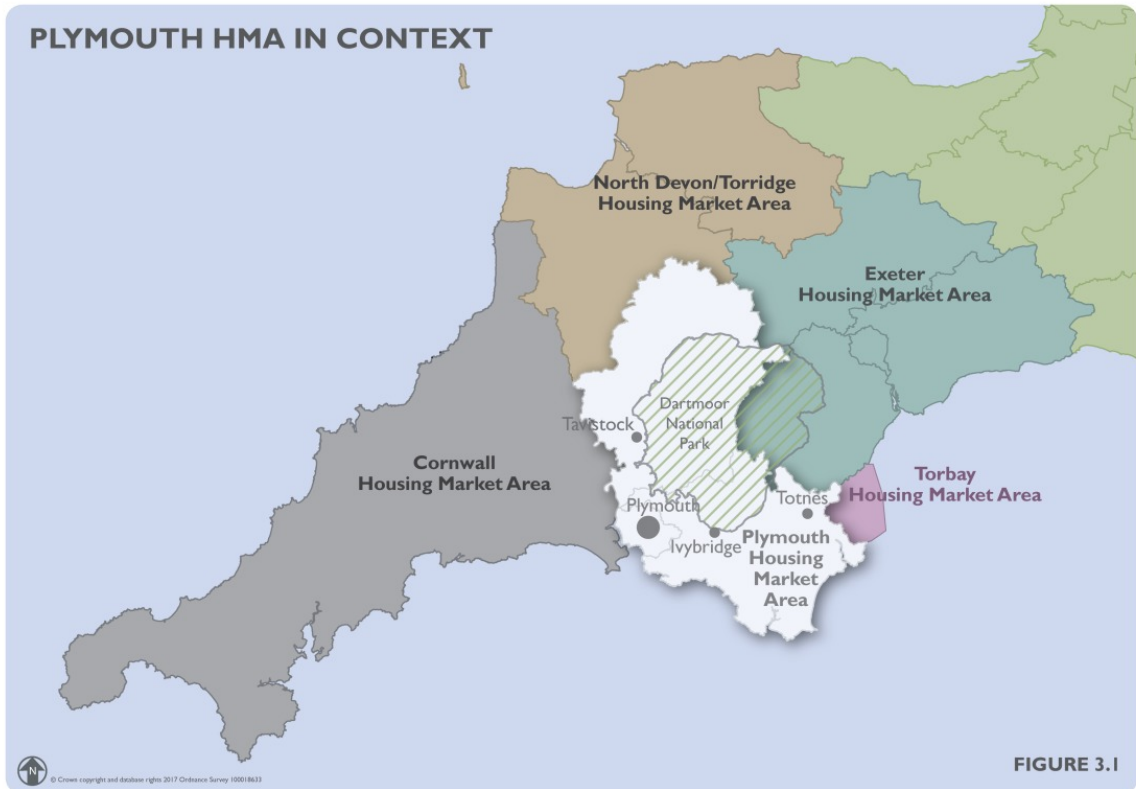 PLYMOUTH HMA IN CONTEXT
North Devon/Torridge
Housing Market Area
Exeter
Housing Market Area
Dartmoor
National
Park
Tavistock
Cornwall
Housing Market Area
Torbay
Housing Market Area
Totnes
Plymouth
Ivybridge
Plymouth
Housing
Market
Area
N
© Crown copyright and database rights 2017 Ordnance Survey 100018633
FIGURE 3.1